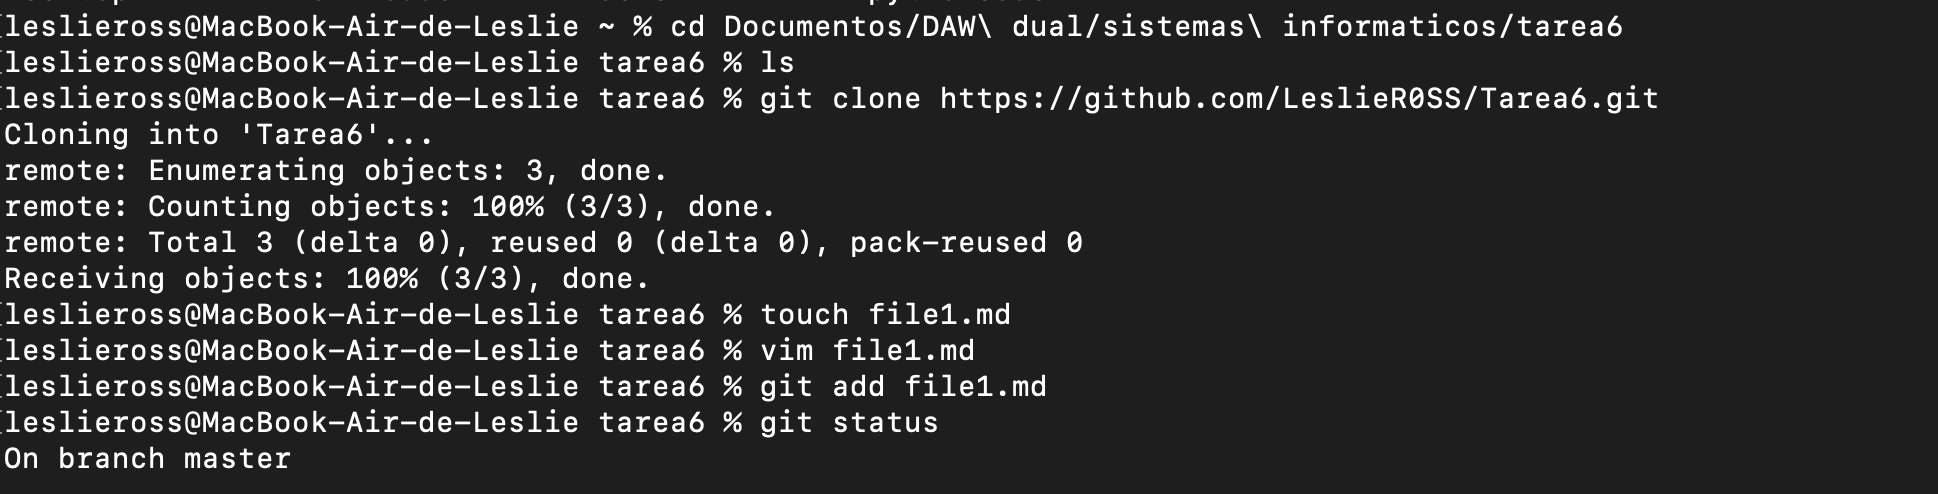 leslieross@MacBook-Air-de-Leslie ~ % cd Documentos/DAW\ dual/sistemas\ informaticos/tarea6
leslieross@MacBook-Air-de-Leslie tarea6 % ls
leslieross@MacBook-Air-de-Leslie tarea6 % git clone https://github.com/LeslieR0SS/Tarea6.git
Cloning into 'Tarea6'...
remote: Enumerating objects: 3, done.
remote: Counting objects: 100% (3/3), done.
remote: Total 3 (delta 0), reused 0 (delta 0), pack-reused 0
Receiving objects: 100% (3/3), done.
leslieross@MacBook-Air-de-Leslie tarea6 % touch file1.md
leslieross@MacBook-Air-de-Leslie tarea6 % vim file1.md
leslieross@MacBook-Air-de-Leslie tarea6 % git add file1.md
leslieross@MacBook-Air-de-Leslie tarea6 % git status
On branch master